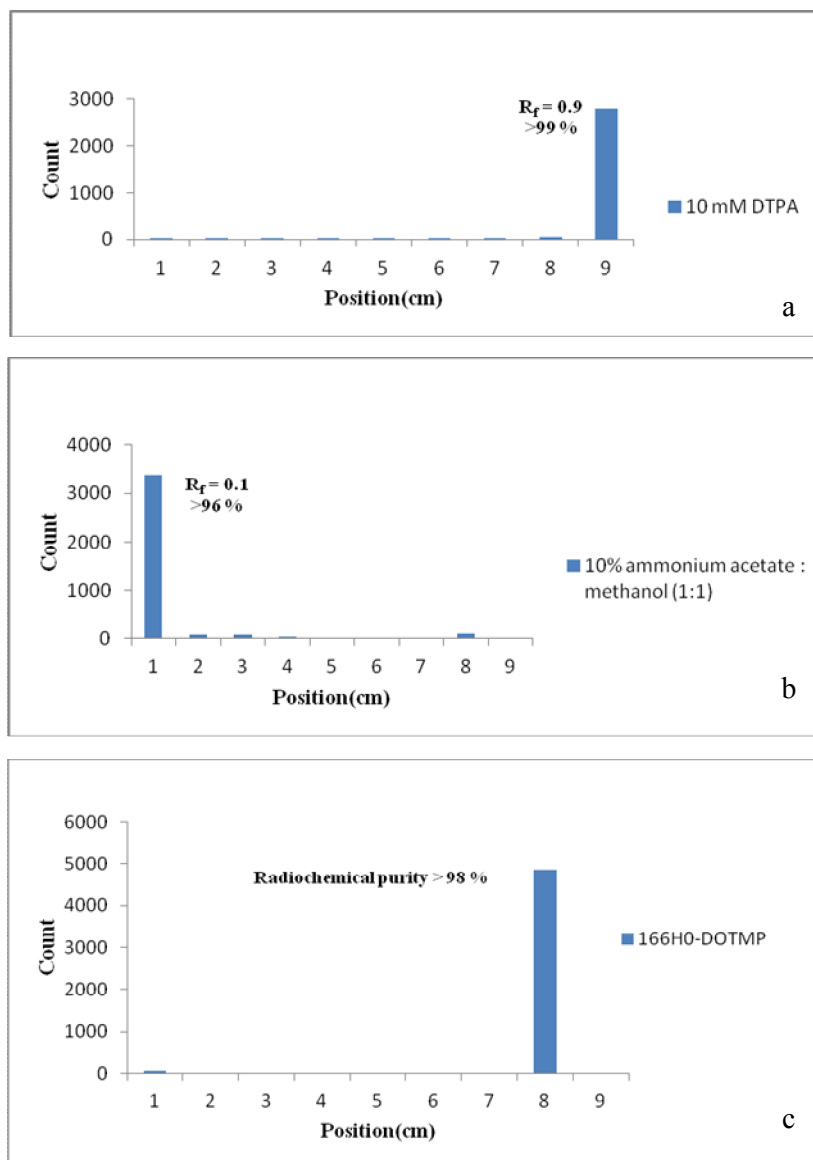 3000
2000
1000
0
Count
R_f = 0.9
>99 %
10 mM DTPA
1 2 3 4 5 6 7 8 9
Position(cm)
a
4000
3000
2000
1000
0
Count
R_f = 0.1
>96 %
10% ammonium acetate :
methanol (1:1)
1 2 3 4 5 6 7 8 9
Position(cm)
b
6000
5000
4000
3000
2000
1000
0
Count
Radiochemical purity > 98 %
166H0-DOTMP
1 2 3 4 5 6 7 8 9
Position(cm)
c